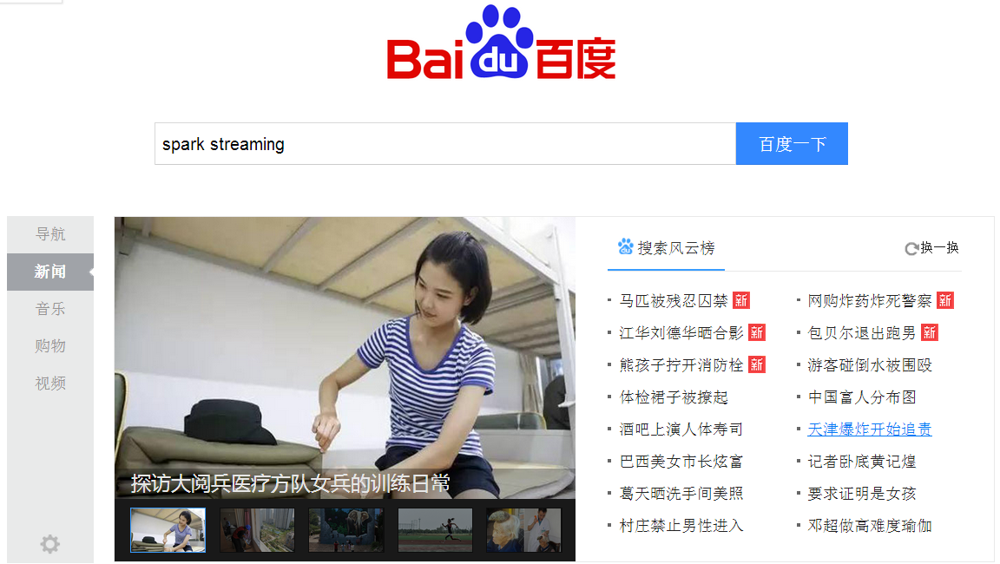 Bai du 百度
spark streaming
百度一下
导航
新闻
音乐
购物
视频
探访大阅兵医疗方队女兵的训练日常
搜索风云榜
换一换
马匹被残忍囚禁 新
网购炸药炸死警察 新
江华刘德华晒合影 新
包贝尔退出跑男 新
熊孩子拧开消防栓 新
游客碰倒水被围殴
体检裙子被撩起
中国富人分布图
酒吧上演人体寿司
天津爆炸开始追责
巴西美女市长炫富
记者卧底黄记煌
葛天晒洗手间美照
要求证明是女孩
村庄禁止男性进入
邓超做高难度瑜伽